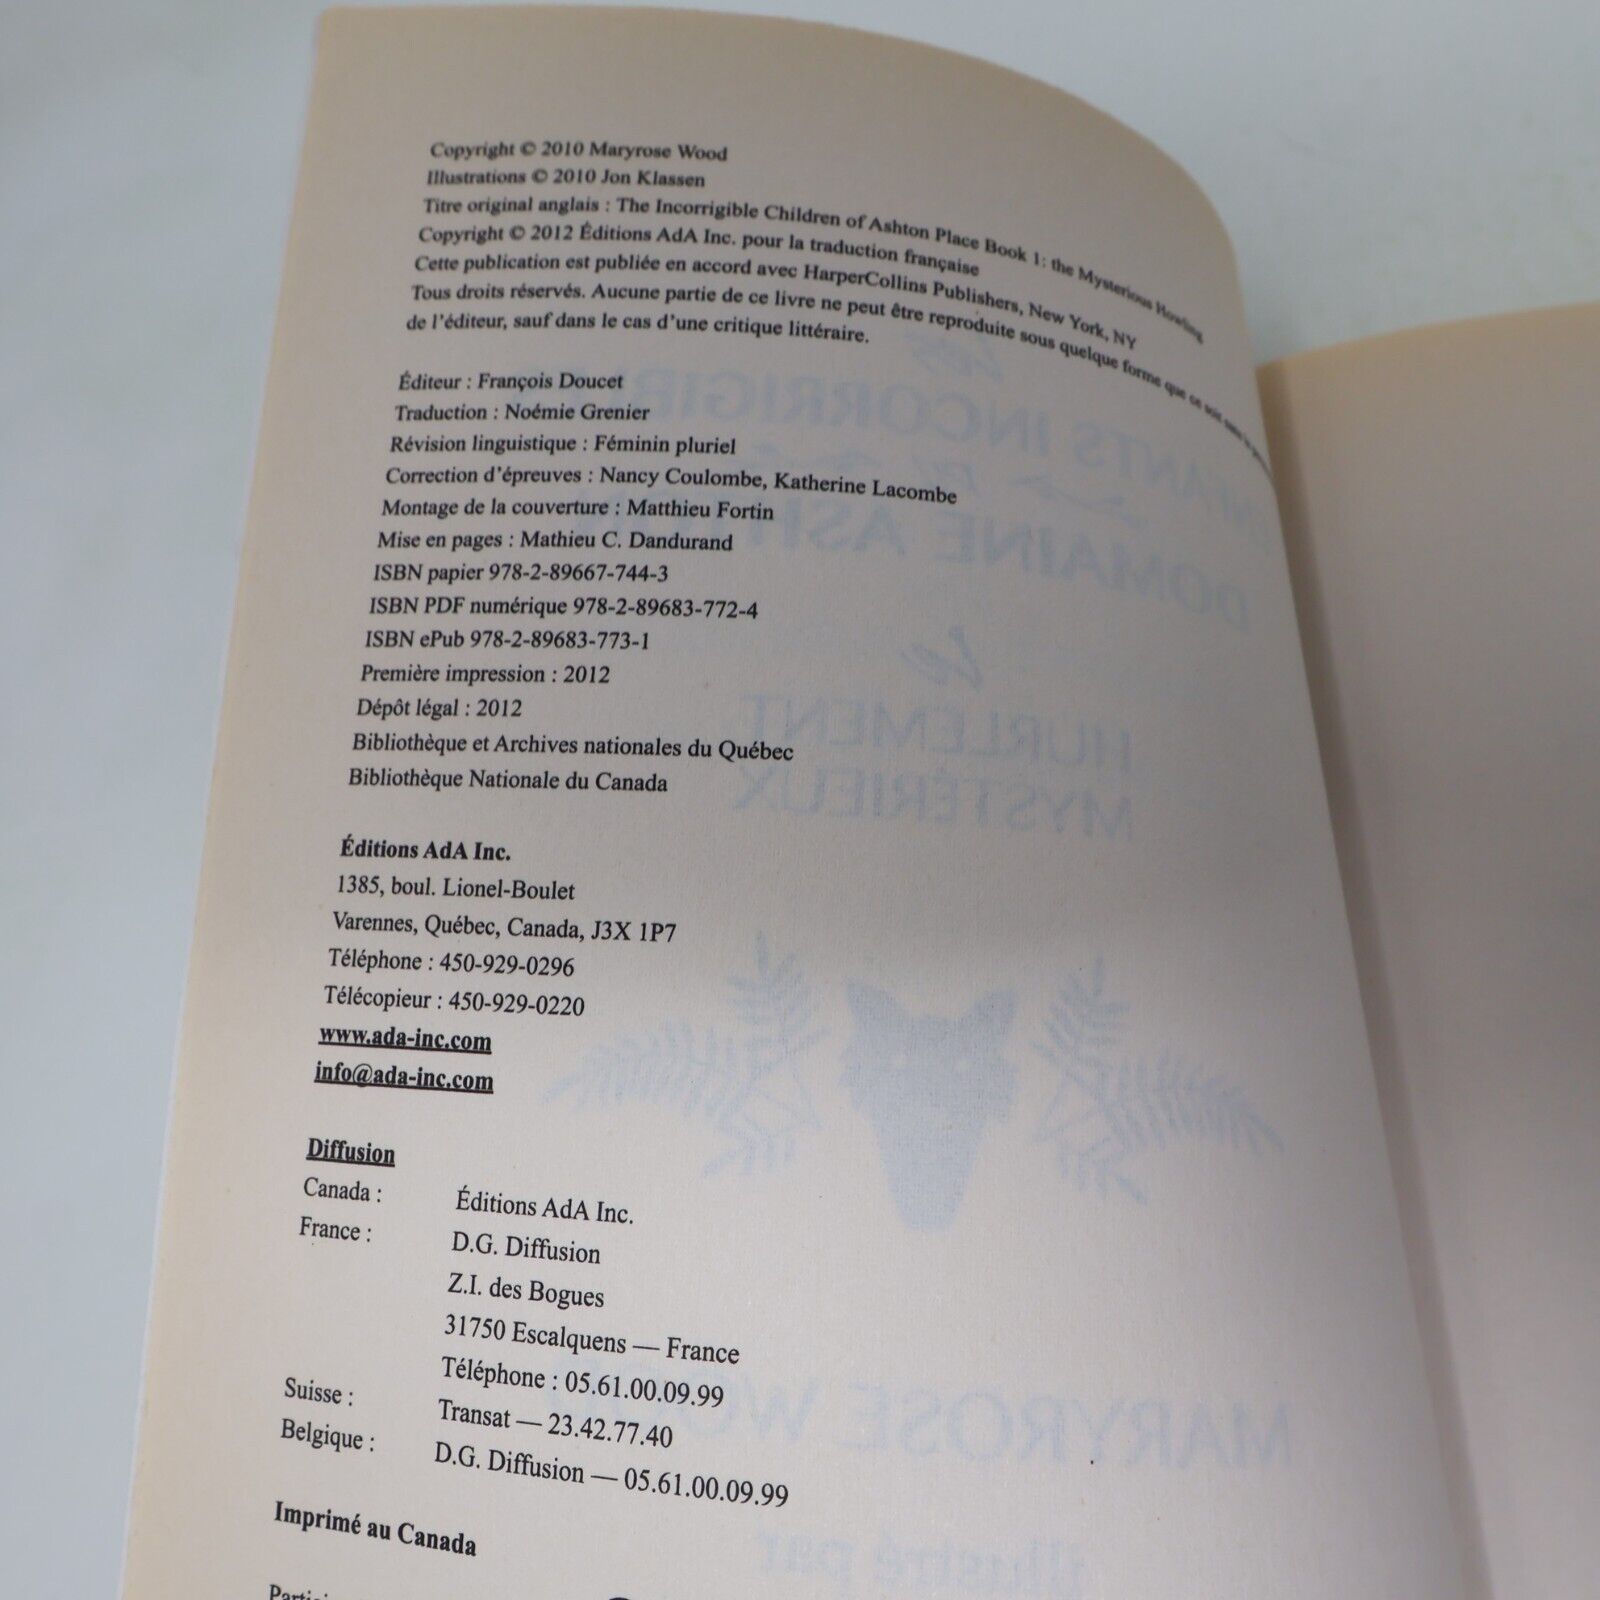 Copyright © 2010 Maryrose Wood
Illustrations © 2010 Jon Klassen
Titre original anglais : The Incorrigible Children of Ashton Place Book 1: the Mysterious Howling
Copyright © 2012 Éditions AdA Inc. pour la traduction française
Cette publication est publiée en accord avec HarperCollins Publishers, New York, NY
Tous droits réservés. Aucune partie de ce livre ne peut être reproduite sous quelque forme que ce soit sans la
de l'éditeur, sauf dans le cas d'une critique littéraire.
Éditeur : François Doucet
Traduction : Noémie Grenier
Révision linguistique : Féminin pluriel
Correction d'épreuves : Nancy Coulombe, Katherine Lacombe
Montage de la couverture : Matthieu Fortin
Mise en pages : Mathieu C. Dandurand
ISBN papier 978-2-89667-744-3
ISBN PDF numérique 978-2-89683-772-4
ISBN ePub 978-2-89683-773-1
Première impression : 2012
Dépôt légal : 2012
Bibliothèque et Archives nationales du Québec
Bibliothèque Nationale du Canada
Éditions AdA Inc.
1385, boul. Lionel-Boulet
Varennes, Québec, Canada, J3X 1P7
Téléphone : 450-929-0296
Télécopieur : 450-929-0220
www.ada-inc.com
info@ada-inc.com
Diffusion
Canada : Éditions AdA Inc.
France : D.G. Diffusion
Z.I. des Bogues
31750 Escalquens — France
Téléphone : 05.61.00.09.99
Suisse : Transat — 23.42.77.40
Belgique : D.G. Diffusion — 05.61.00.09.99
Imprimé au Canada